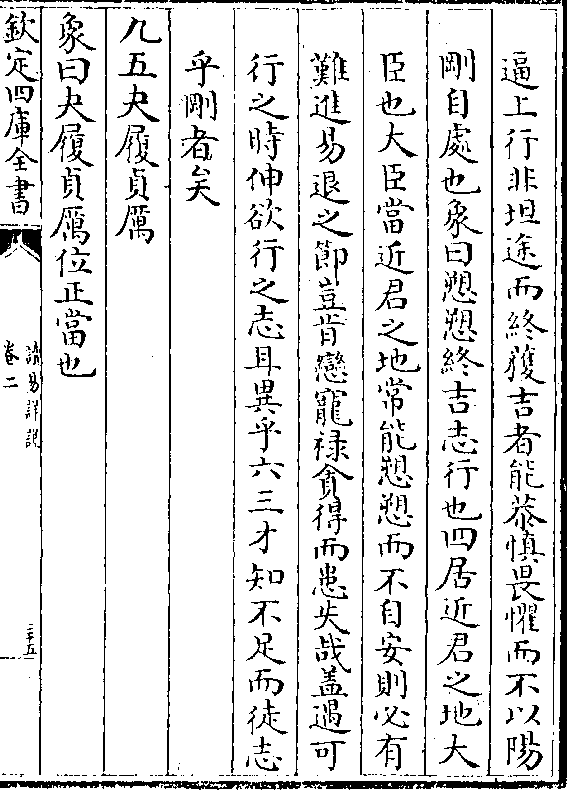 逼上行非坦途而終獲吉者能恭慎畏懼而不以陽
剛自處也象曰愬愬終吉志行也四居近君之地大
臣也大臣當近君之地常能愬愬而不自安則必有
難進易退之節豈肯戀寵祿貪得而患失哉蓋遇可
行之時伸欲行之志耳異乎六三才知不足而徒志
乎剛者矣
九五夬履貞厲
象曰夬履貞厲位正當也
欽定四庫全書
讀易詳說
卷二
三十五